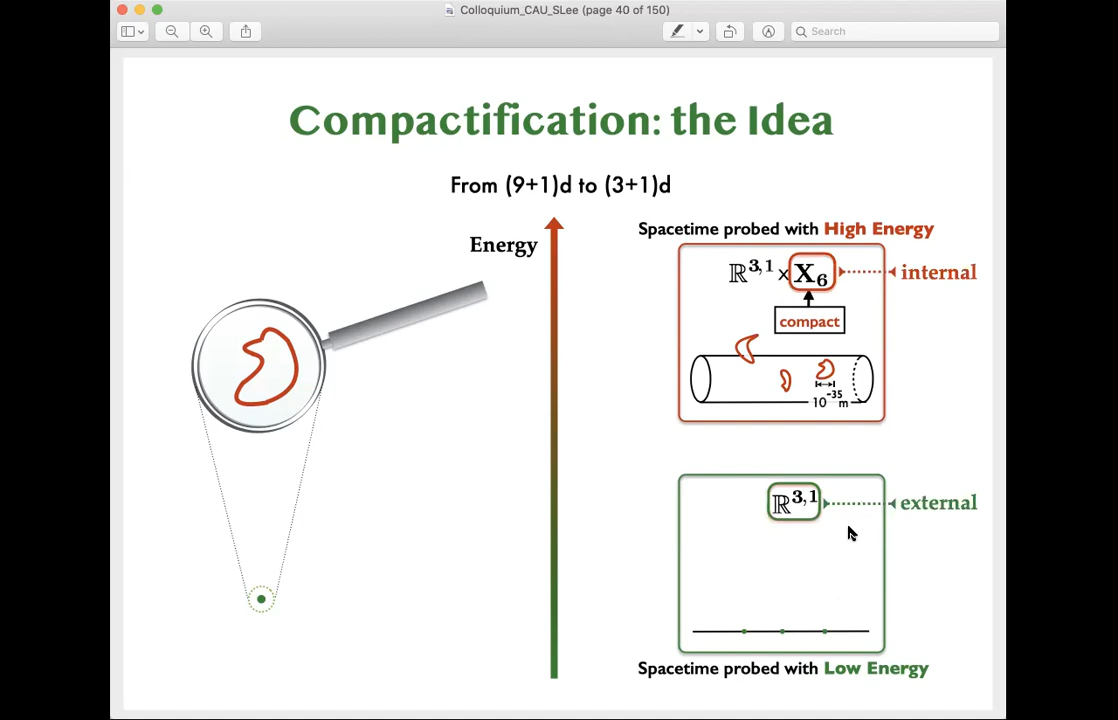 Colloquium_CAU_SLee (page 40 of 150)
Search
Compactification: the Idea
From (9+1)d to (3+1)d
Energy
Spacetime probed with High Energy
ℝ³,¹ × X₆
internal
compact
10⁻³⁵ m
ℝ³,¹
external
Spacetime probed with Low Energy